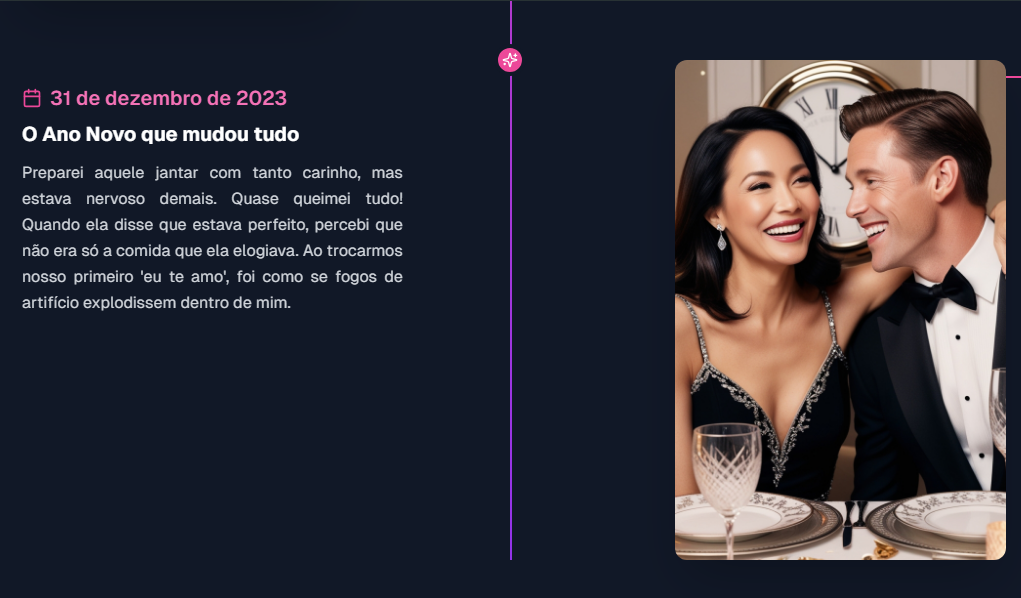 31 de dezembro de 2023
O Ano Novo que mudou tudo
Preparei aquele jantar com tanto carinho, mas
estava nervoso demais. Quase queimei tudo!
Quando ela disse que estava perfeito, percebi que
não era só a comida que ela elogiava. Ao trocarmos
nosso primeiro 'eu te amo', foi como se fogos de
artifício explodissem dentro de mim.